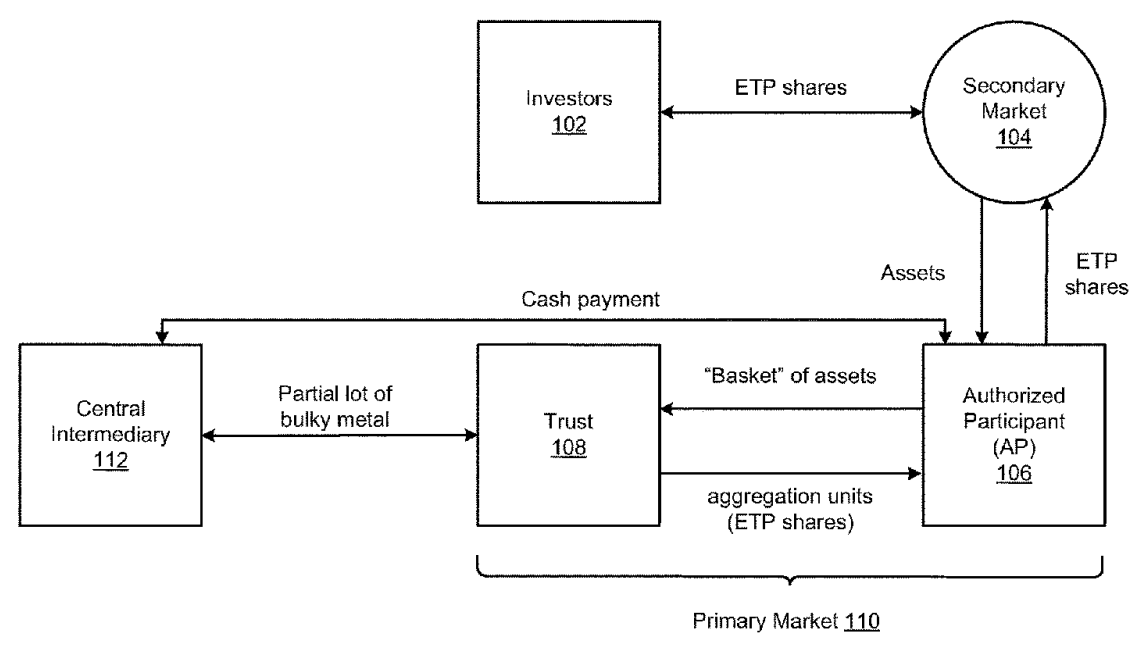 Investors
102
ETP shares
Secondary
Market
104
Assets
ETP
shares
Cash payment
Central
Intermediary
112
Partial lot of
bulky metal
Trust
108
“Basket” of assets
aggregation units
(ETP shares)
Authorized
Participant
(AP)
106
Primary Market 110